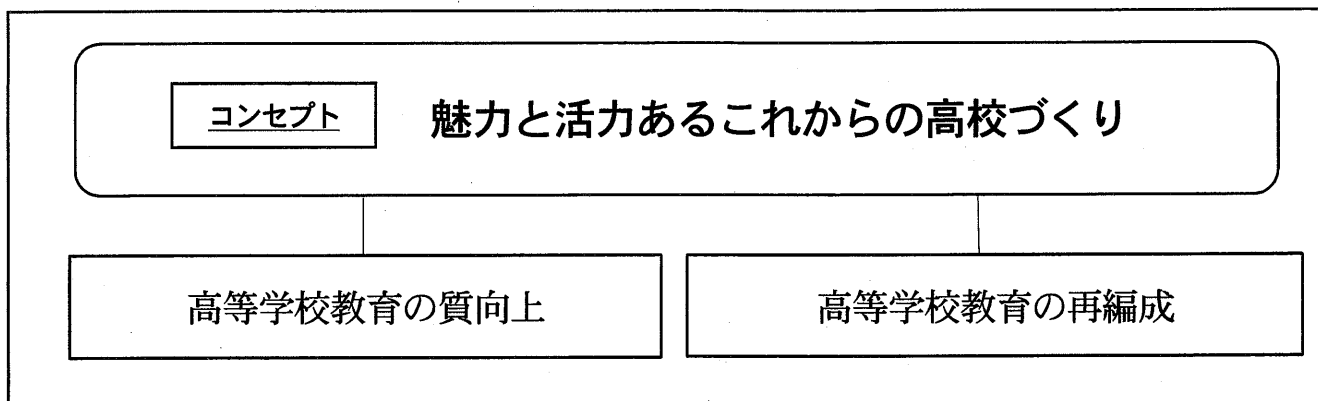 コンセプト 魅力と活力あるこれからの高校づくり
高等学校教育の質向上
高等学校教育の再編成